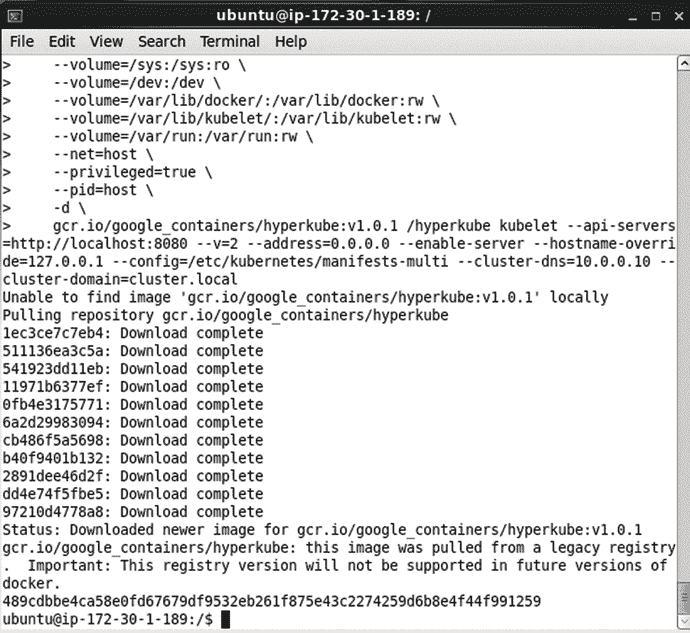 ubuntu@ip-172-30-1-189: /
File Edit View Search Terminal Help
>     --volume=/sys:/sys:ro \
>     --volume=/dev:/dev \
>     --volume=/var/lib/docker/:/var/lib/docker:rw \
>     --volume=/var/lib/kubelet/:/var/lib/kubelet:rw \
>     --volume=/var/run:/var/run:rw \
>     --net=host \
>     --privileged=true \
>     --pid=host \
>     -d \
>     gcr.io/google_containers/hyperkube:v1.0.1 /hyperkube kubelet --api-servers
=http://localhost:8080 --v=2 --address=0.0.0.0 --enable-server --hostname-overri
de=127.0.0.1 --config=/etc/kubernetes/manifests-multi --cluster-dns=10.0.0.10 --
cluster-domain=cluster.local
Unable to find image 'gcr.io/google_containers/hyperkube:v1.0.1' locally
Pulling repository gcr.io/google_containers/hyperkube
1ec3ce7c7eb4: Download complete
511136ea3c5a: Download complete
541923dd11eb: Download complete
11971b6377ef: Download complete
0fb4e3175771: Download complete
6a2d29983094: Download complete
cb486f5a5698: Download complete
b40f9401b132: Download complete
2891dee46d2f: Download complete
dd4e74f5fbe5: Download complete
97210d4778a8: Download complete
Status: Downloaded newer image for gcr.io/google_containers/hyperkube:v1.0.1
gcr.io/google_containers/hyperkube: this image was pulled from a legacy registry
.  Important: This registry version will not be supported in future versions of
docker.
489cdbbe4ca58e0fd67679df9532eb261f875e43c2274259d6b8e4f44f991259
ubuntu@ip-172-30-1-189:/$